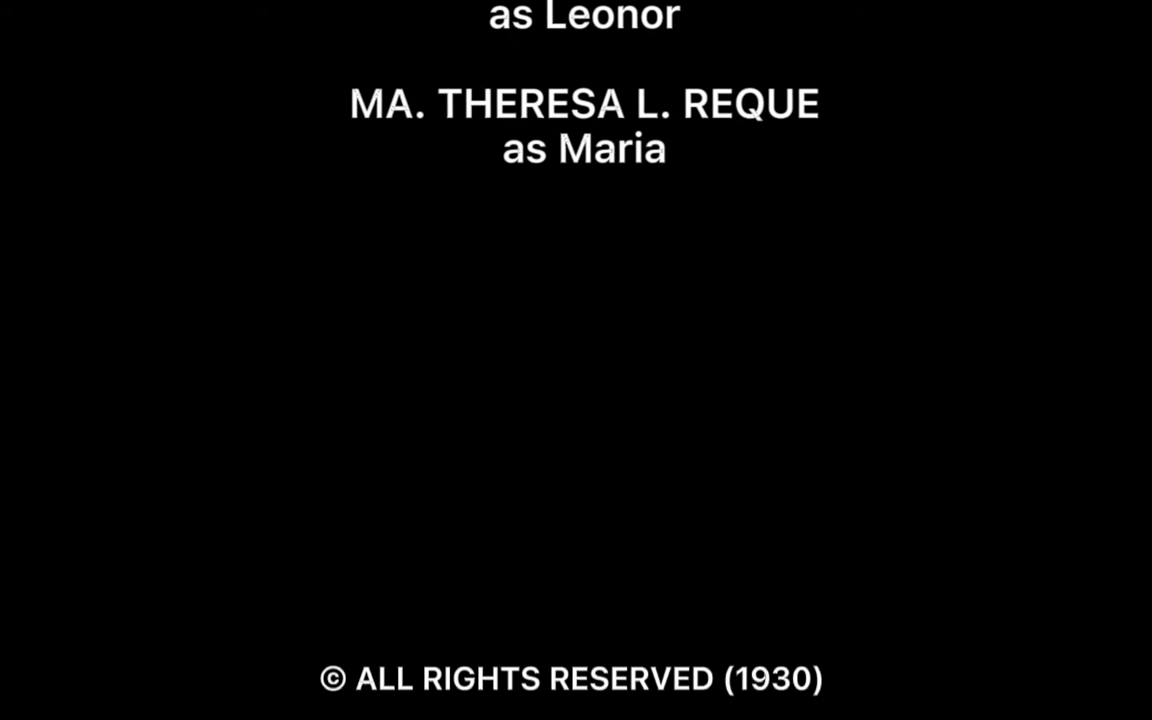 as Leonor
MA. THERESA L. REQUE
as Maria
© ALL RIGHTS RESERVED (1930)